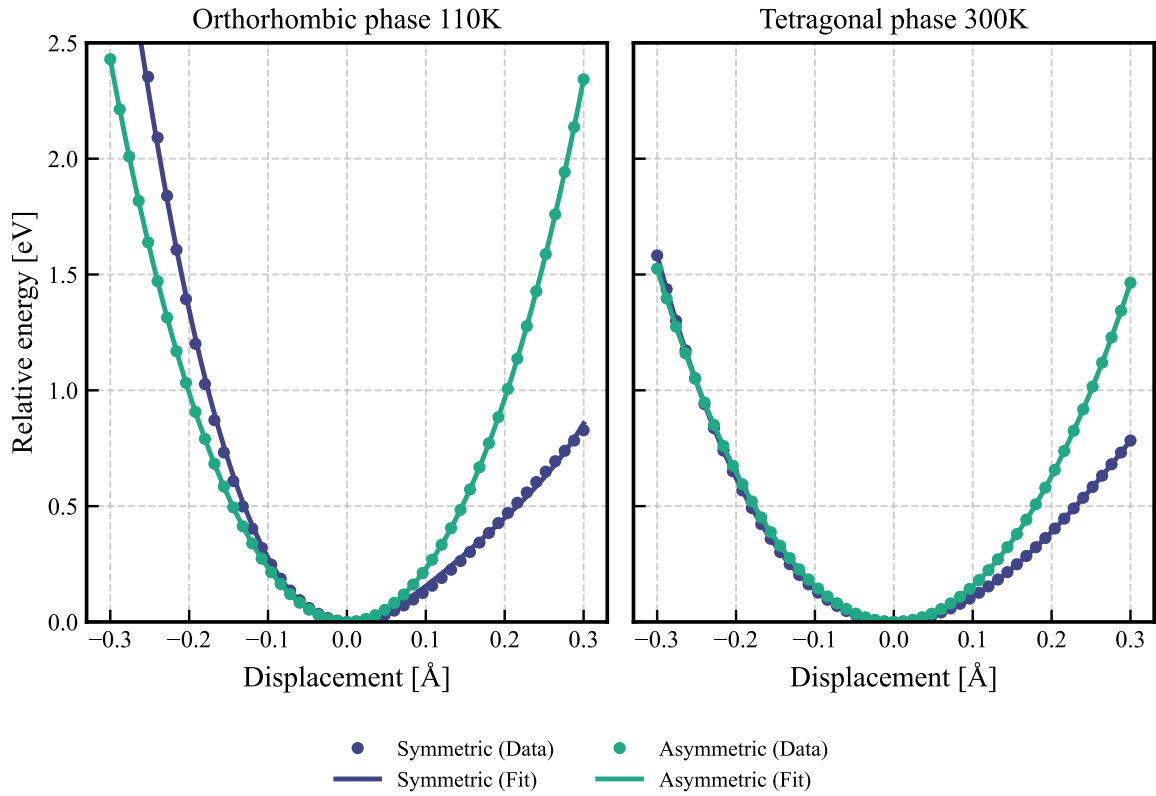 Orthorhombic phase 110K
Tetragonal phase 300K
Relative energy [eV]
2.5
2.0
1.5
1.0
0.5
0.0
−0.3 −0.2 −0.1 0.0 0.1 0.2 0.3
−0.3 −0.2 −0.1 0.0 0.1 0.2 0.3
Displacement [Å]
Displacement [Å]
Symmetric (Data)
Asymmetric (Data)
Symmetric (Fit)
Asymmetric (Fit)